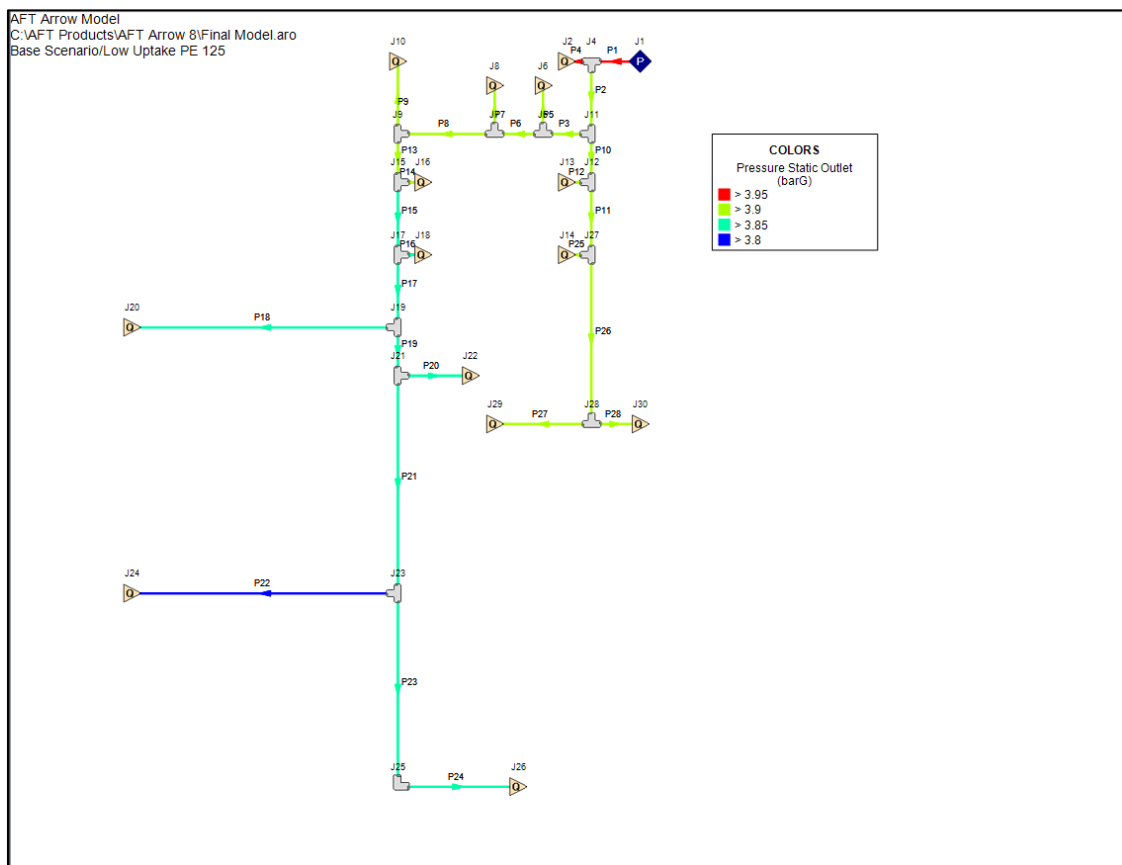 AFT Arrow Model
C:\AFT Products\AFT Arrow 8\Final Model.aro
Base Scenario/Low Uptake PE 125
J10
J2
J4
J1
P4
P1
Q
Q
P
J8
J6
Q
Q
P2
P9
J9
P8
P7
P6
P5
P3
J11
P13
P10
J15
J16
J13
J12
P14
Q
Q
P12
P15
P11
J17
J18
J14
J27
P16
Q
Q
P25
P17
J20
J19
Q
P18
P19
P26
J21
J22
P20
Q
J29
J28
J30
Q
P27
P28
Q
P21
J24
J23
Q
P22
P23
J25
J26
P24
Q
COLORS
Pressure Static Outlet
(barG)
> 3.95
> 3.9
> 3.85
> 3.8